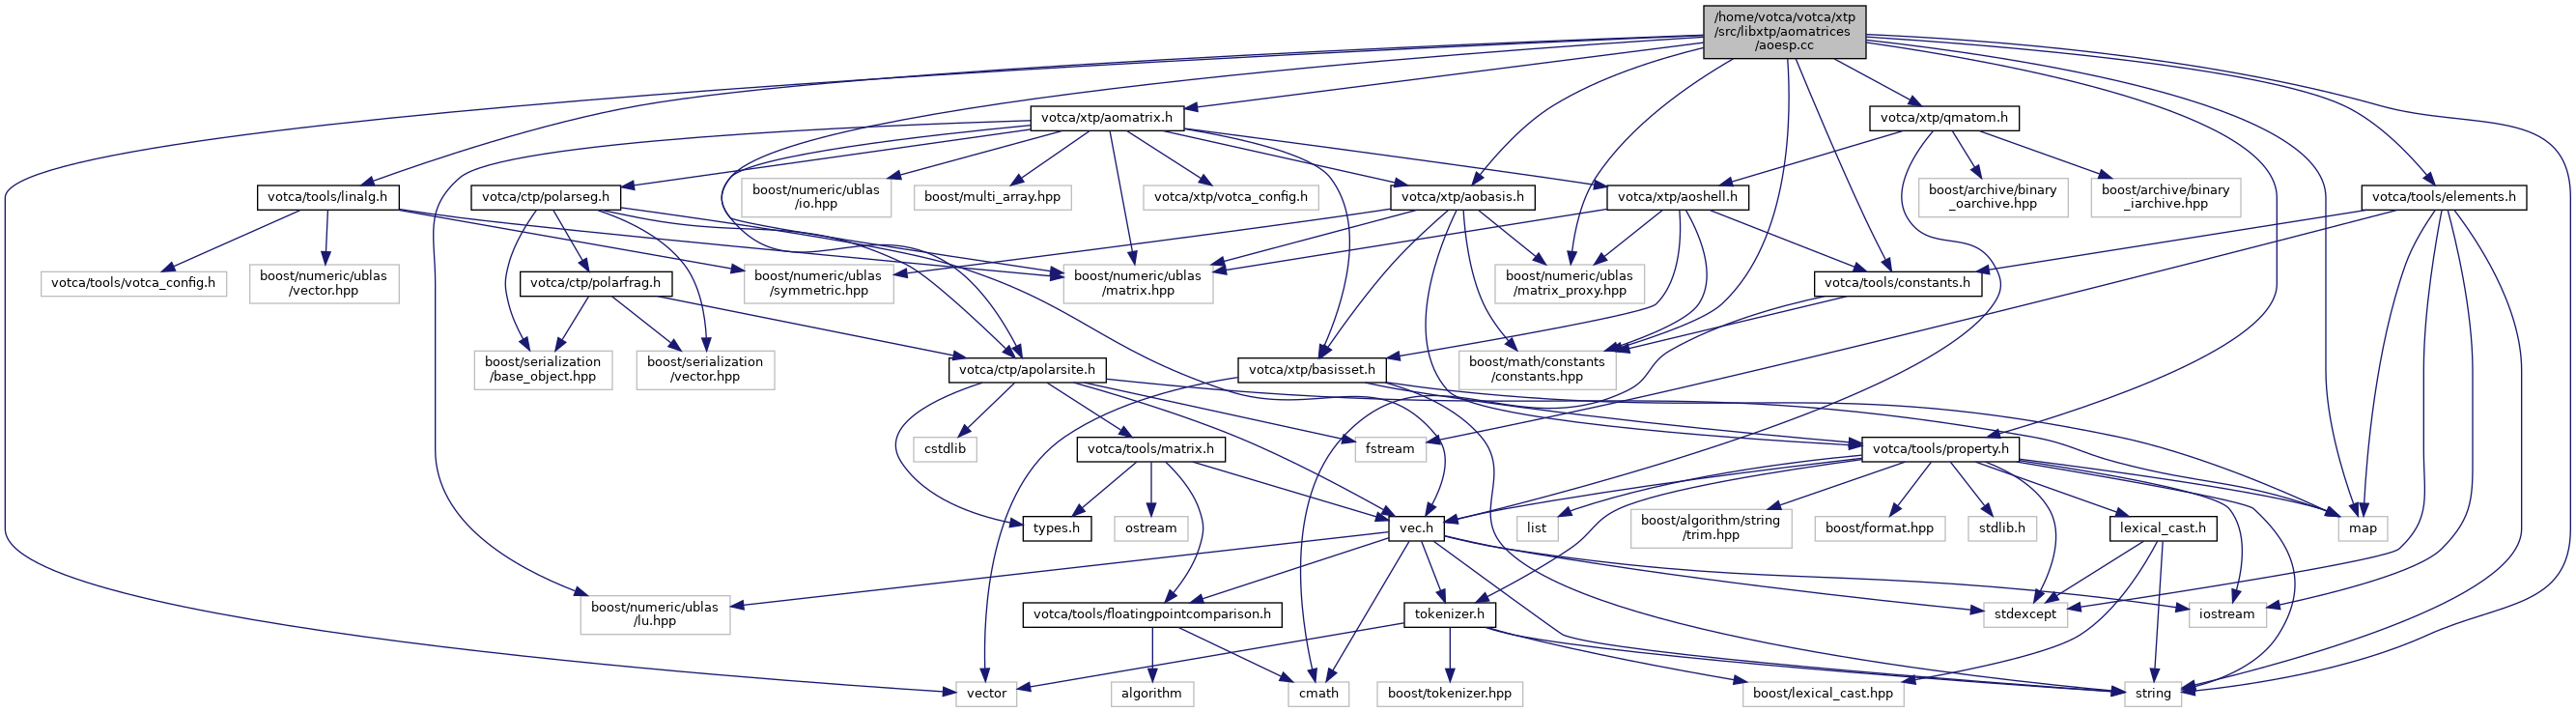 /home/votca/votca/xtp
/src/libxtp/aomatrices
/aoesp.cc
votca/xtp/aomatrix.h
votca/xtp/qmatom.h
votca/tools/linalg.h
votca/ctp/polarseg.h
boost/numeric/ublas
/io.hpp
boost/multi_array.hpp
votca/xtp/votca_config.h
votca/xtp/aobasis.h
votca/xtp/aoshell.h
boost/archive/binary
_oarchive.hpp
boost/archive/binary
_iarchive.hpp
votca/tools/elements.h
votca/tools/votca_config.h
boost/numeric/ublas
/vector.hpp
votca/ctp/polarfrag.h
boost/numeric/ublas
/symmetric.hpp
boost/numeric/ublas
/matrix.hpp
boost/numeric/ublas
/matrix_proxy.hpp
votca/tools/constants.h
boost/serialization
/base_object.hpp
boost/serialization
/vector.hpp
votca/ctp/apolarsite.h
votca/xtp/basisset.h
boost/math/constants
/constants.hpp
cstdlib
votca/tools/matrix.h
fstream
votca/tools/property.h
types.h
ostream
vec.h
list
boost/algorithm/string
/trim.hpp
boost/format.hpp
stdlib.h
lexical_cast.h
map
boost/numeric/ublas
/lu.hpp
votca/tools/floatingpointcomparison.h
tokenizer.h
stdexcept
iostream
vector
algorithm
cmath
boost/tokenizer.hpp
boost/lexical_cast.hpp
string